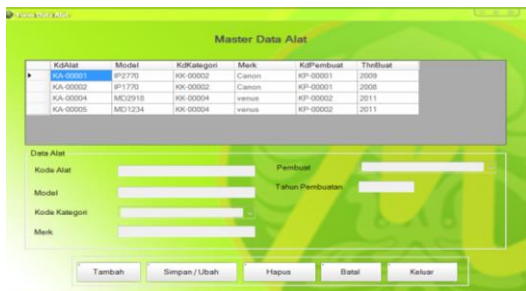 Form Data Alat
Master Data Alat
KdAlat Model KdKategori Merk KdPembuat ThnBuat
KA-00001 IP2770 KK-00002 Canon KP-00001 2009
KA-00002 IP1770 KK-00002 Canon KP-00001 2008
KA-00004 MD2918 KK-00004 venus KP-00002 2011
KA-00005 MD1234 KK-00004 venus KP-00002 2011
Data Alat
Kode Alat
Pembuat
Model
Tahun Pembuatan
Kode Kategori
Merk
Tambah Simpan / Ubah Hapus Batal Keluar